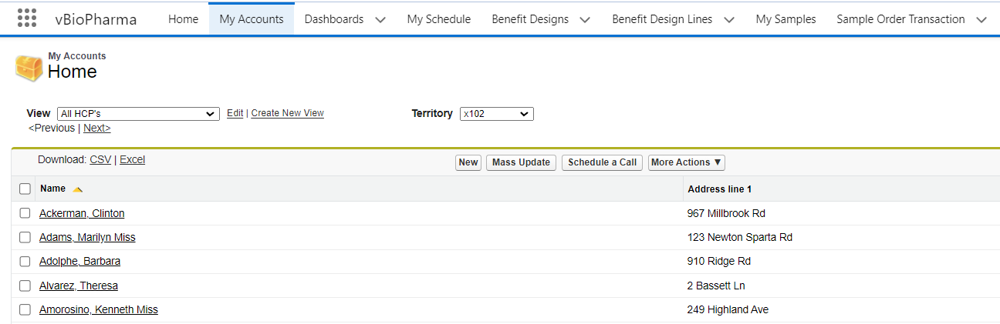 vBioPharma Home My Accounts Dashboards My Schedule Benefit Designs Benefit Design Lines My Samples Sample Order Transaction
My Accounts
Home
View All HCP's Edit | Create New View Territory x102
<Previous | Next>
Download: CSV | Excel New Mass Update Schedule a Call More Actions ▼
Name Address line 1
Ackerman, Clinton 967 Millbrook Rd
Adams, Marilyn Miss 123 Newton Sparta Rd
Adolphe, Barbara 910 Ridge Rd
Alvarez, Theresa 2 Bassett Ln
Amorosino, Kenneth Miss 249 Highland Ave